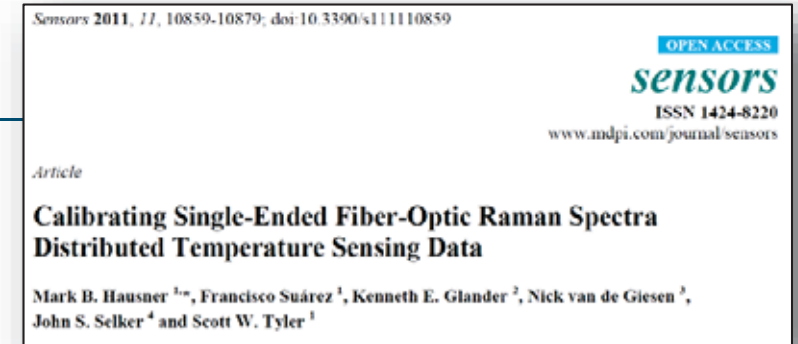 Sensors 2011, 11, 10859-10879; doi:10.3390/s111110859
OPEN ACCESS
sensors
ISSN 1424-8220
www.mdpi.com/journal/sensors
Article
Calibrating Single-Ended Fiber-Optic Raman Spectra
Distributed Temperature Sensing Data
Mark B. Hausner 1,*, Francisco Suárez 1, Kenneth E. Glander 2, Nick van de Giesen 3,
John S. Selker 4 and Scott W. Tyler 1